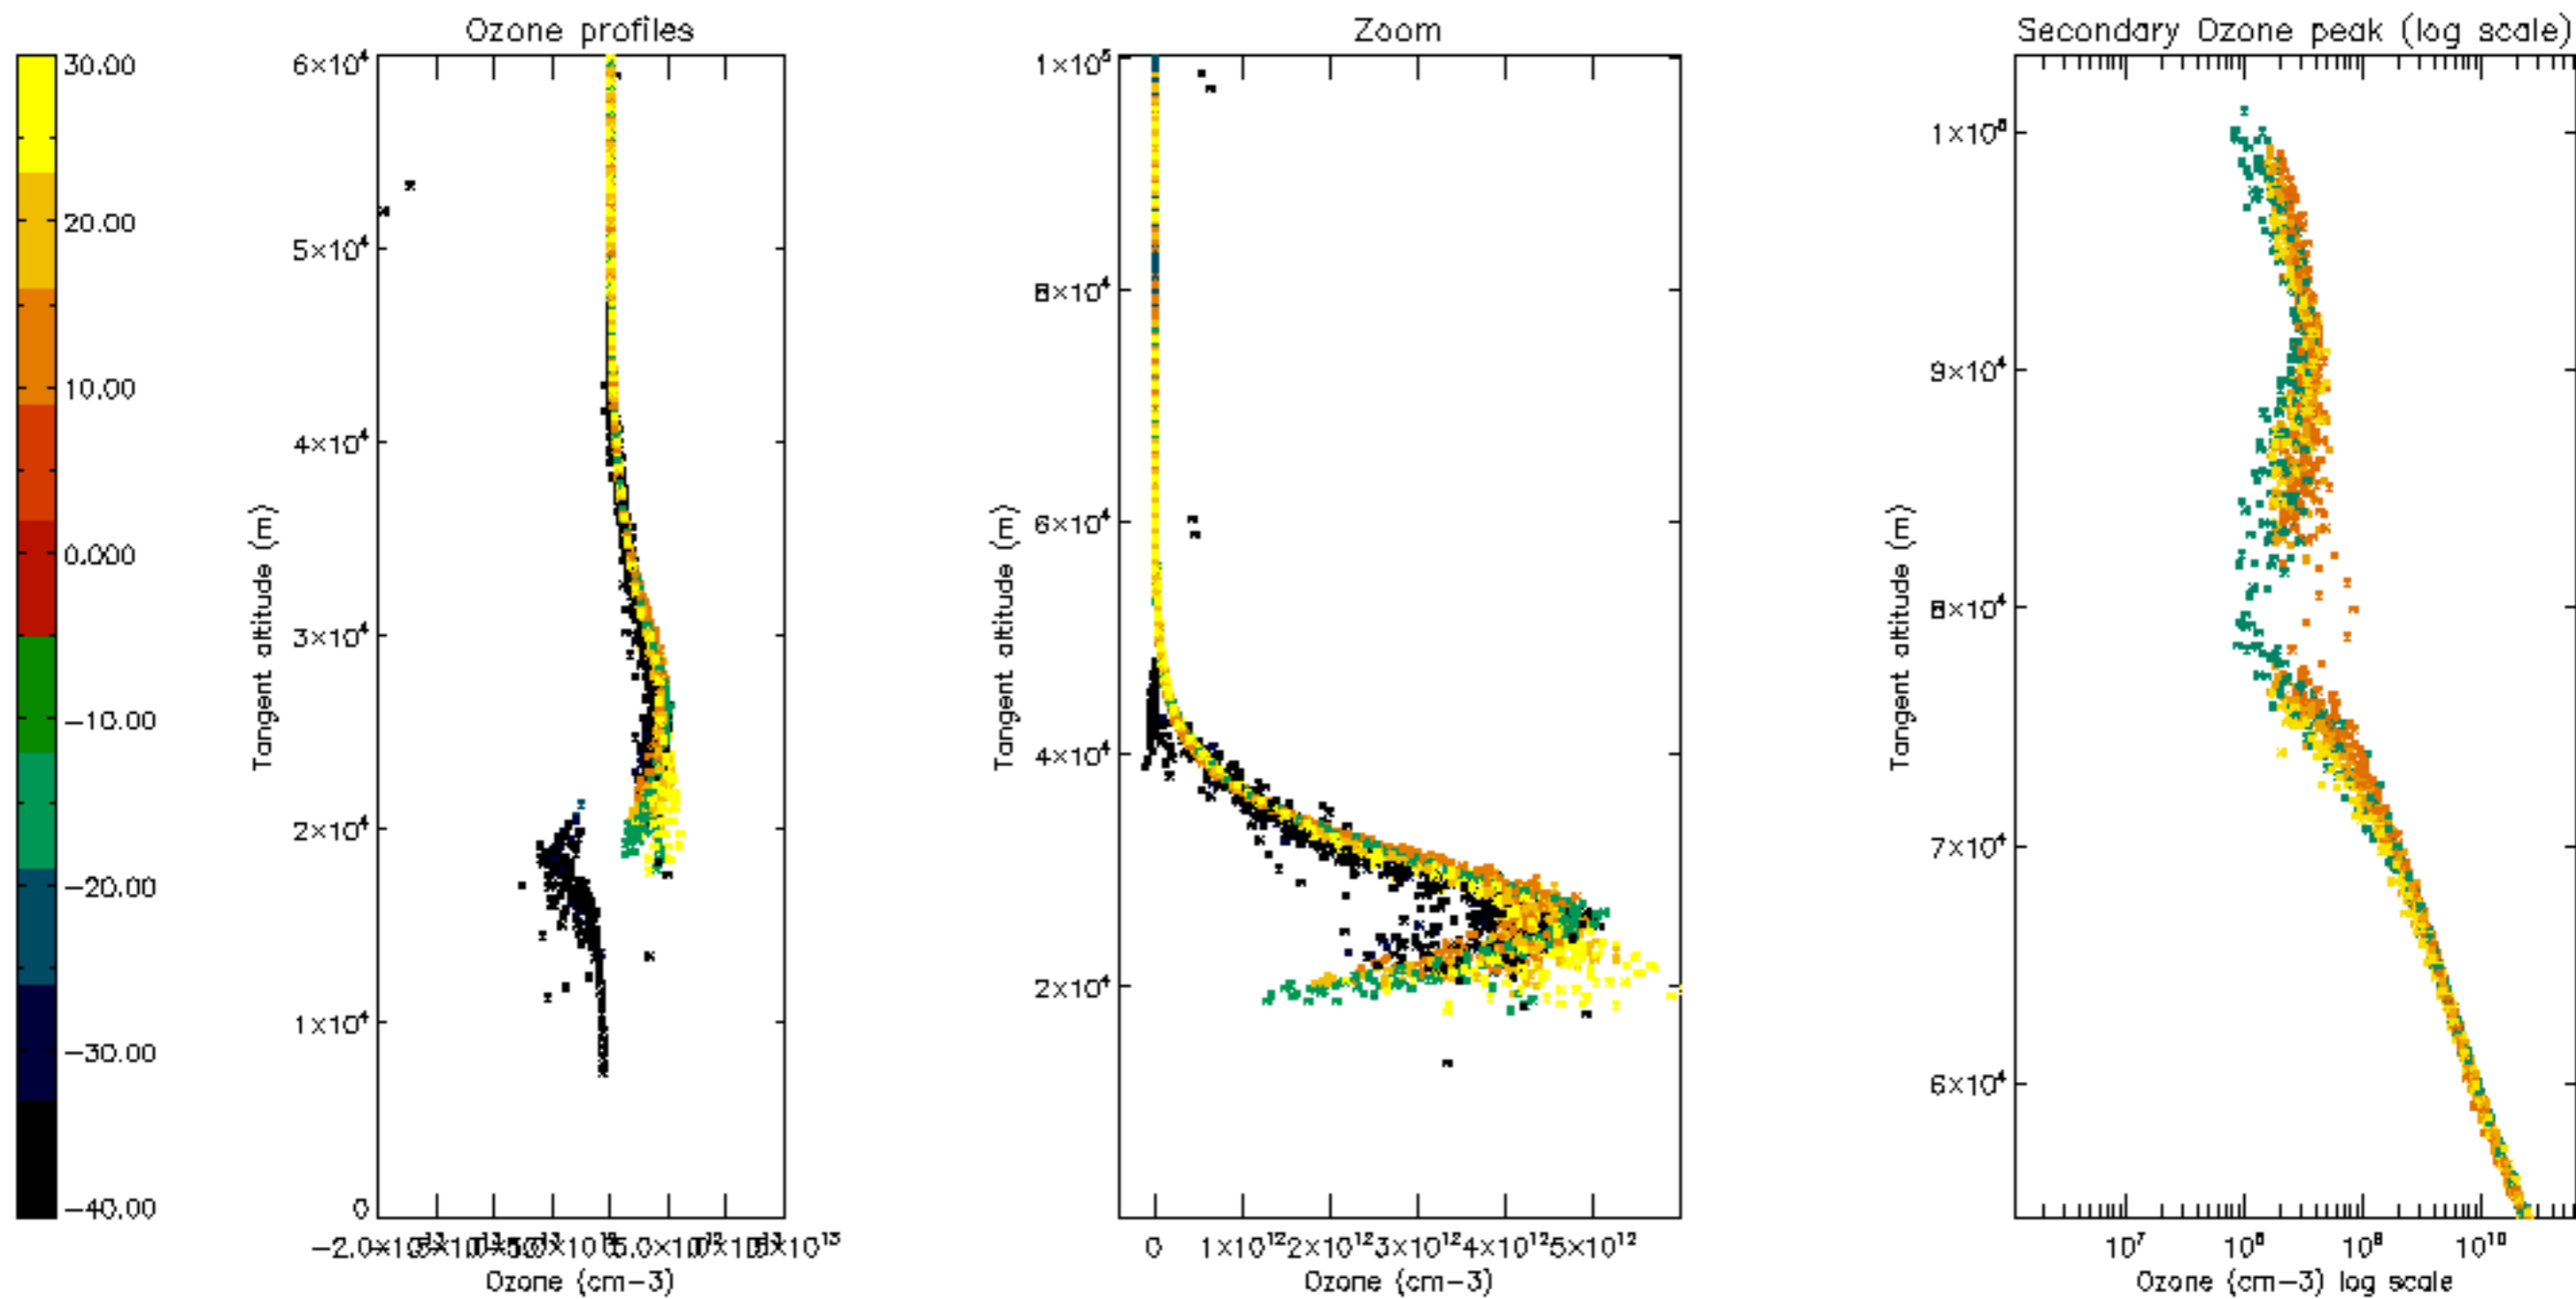 Ozone profiles
Zoom
Secondary Ozone peak (log scale)
30.00
20.00
10.00
0.000
−10.00
−20.00
−30.00
−40.00
Tangent altitude (m)
6×10⁴
5×10⁴
4×10⁴
3×10⁴
2×10⁴
1×10⁴
0
Ozone (cm−3)
Tangent altitude (m)
1×10⁵
8×10⁴
6×10⁴
4×10⁴
2×10⁴
0 1×10¹² 2×10¹² 3×10¹² 4×10¹² 5×10¹²
Ozone (cm−3)
Tangent altitude (m)
9×10⁴
8×10⁴
7×10⁴
6×10⁴
10⁷ 10⁸ 10⁹ 10¹⁰
Ozone (cm−3) log scale